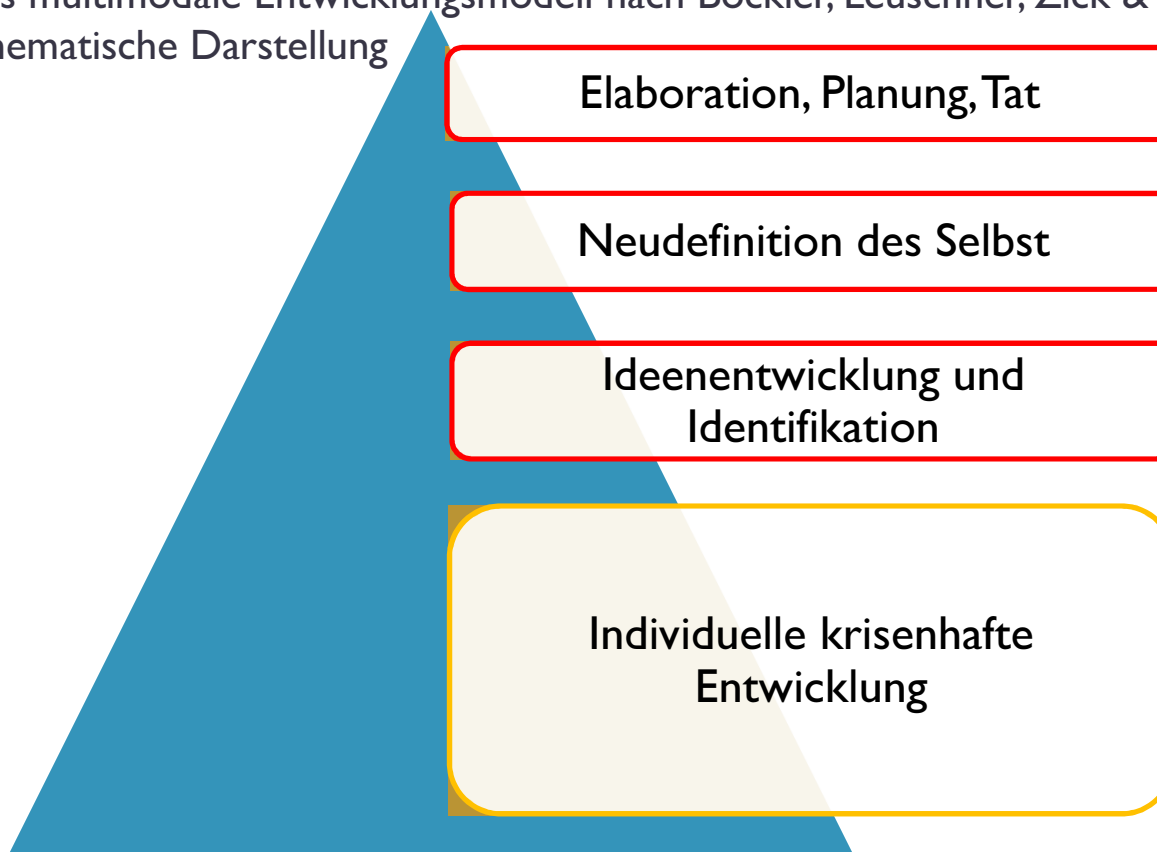 s multimodale Entwicklungsmodell nach Böckler, Leuschner, Zick &
hematische Darstellung
Elaboration, Planung, Tat
Neudefinition des Selbst
Ideenentwicklung und
Identifikation
Individuelle krisenhafte
Entwicklung